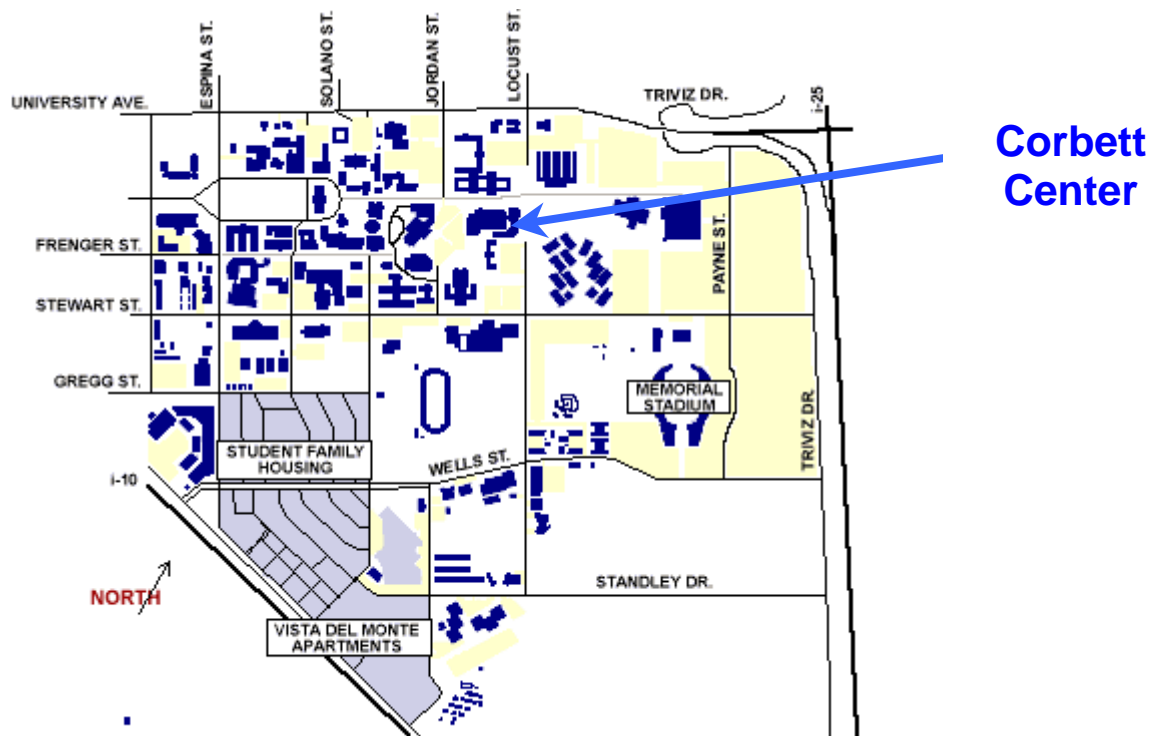 ESPINA ST.
SOLANO ST.
JORDAN ST.
LOCUST ST.
UNIVERSITY AVE.
TRIVIZ DR.
i-25
Corbett
Center
FRENGER ST.
PAYNE ST.
STEWART ST.
GREGG ST.
MEMORIAL
STADIUM
TRIVIZ DR.
STUDENT FAMILY
HOUSING
WELLS ST.
i-10
STANDLEY DR.
NORTH
VISTA DEL MONTE
APARTMENTS